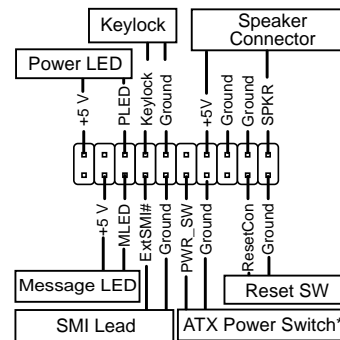 Keylock
Speaker
Connector
Power LED
+5 V
PLED
Keylock
Ground
+5V
Ground
Ground
SPKR
+5 V
MLED
ExtSMI#
Ground
PWR_SW
Ground
ResetCon
Ground
Message LED
Reset SW
SMI Lead
ATX Power Switch*